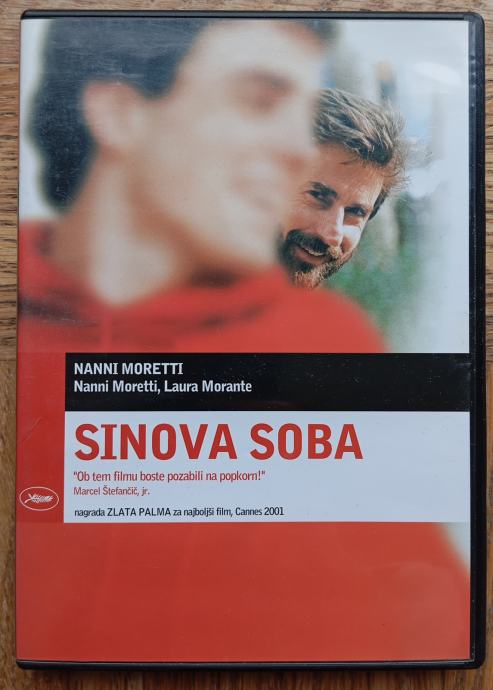 NANNI MORETTI
Nanni Moretti, Laura Morante
SINOVA SOBA
"Ob tem filmu boste pozabili na popkorn!"
Marcel Štefančič, jr.
nagrada ZLATA PALMA za najboljši film, Cannes 2001